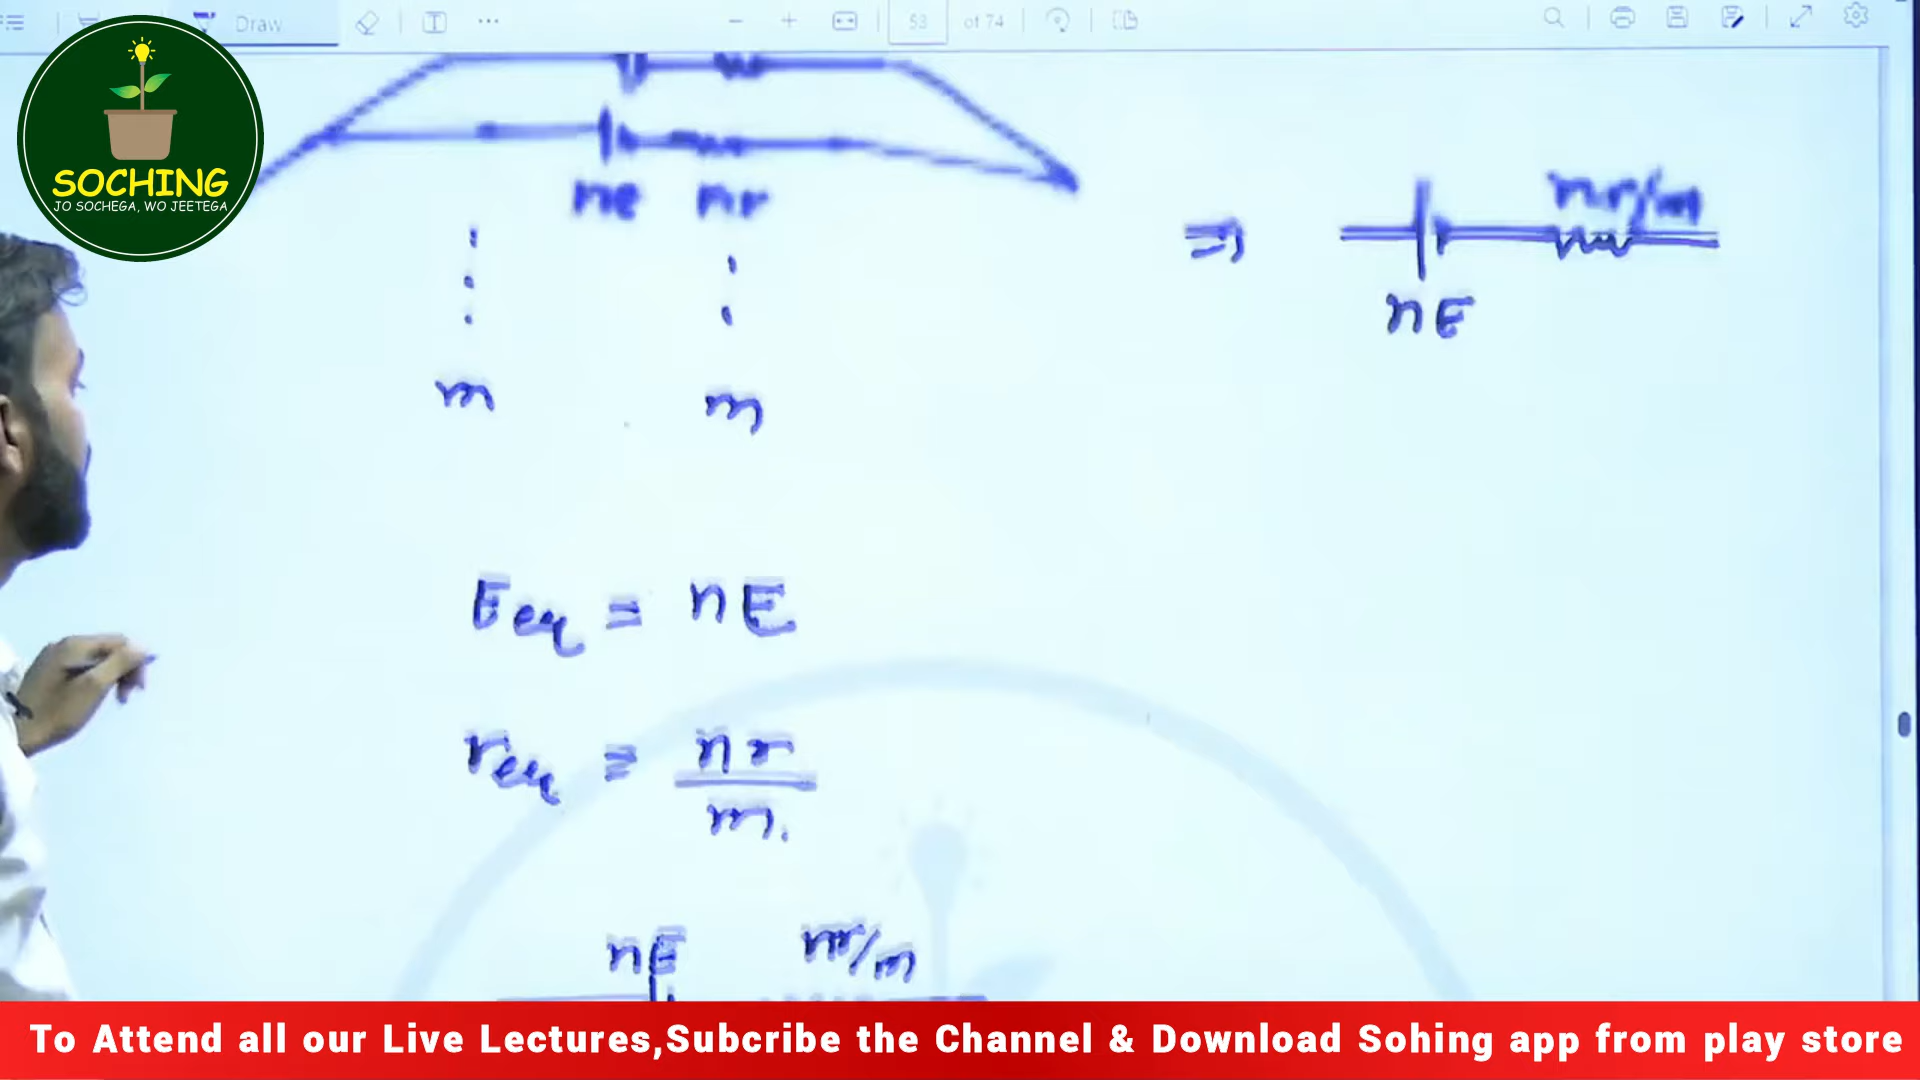 Draw
53 of 74
SOCHING
JO SOCHEGA, WO JEETEGA
ne nr
nr/m
⇒
nE
m m
Eeq = nE
req = nr/m.
nE nr/m
To Attend all our Live Lectures,Subcribe the Channel & Download Sohing app from play store